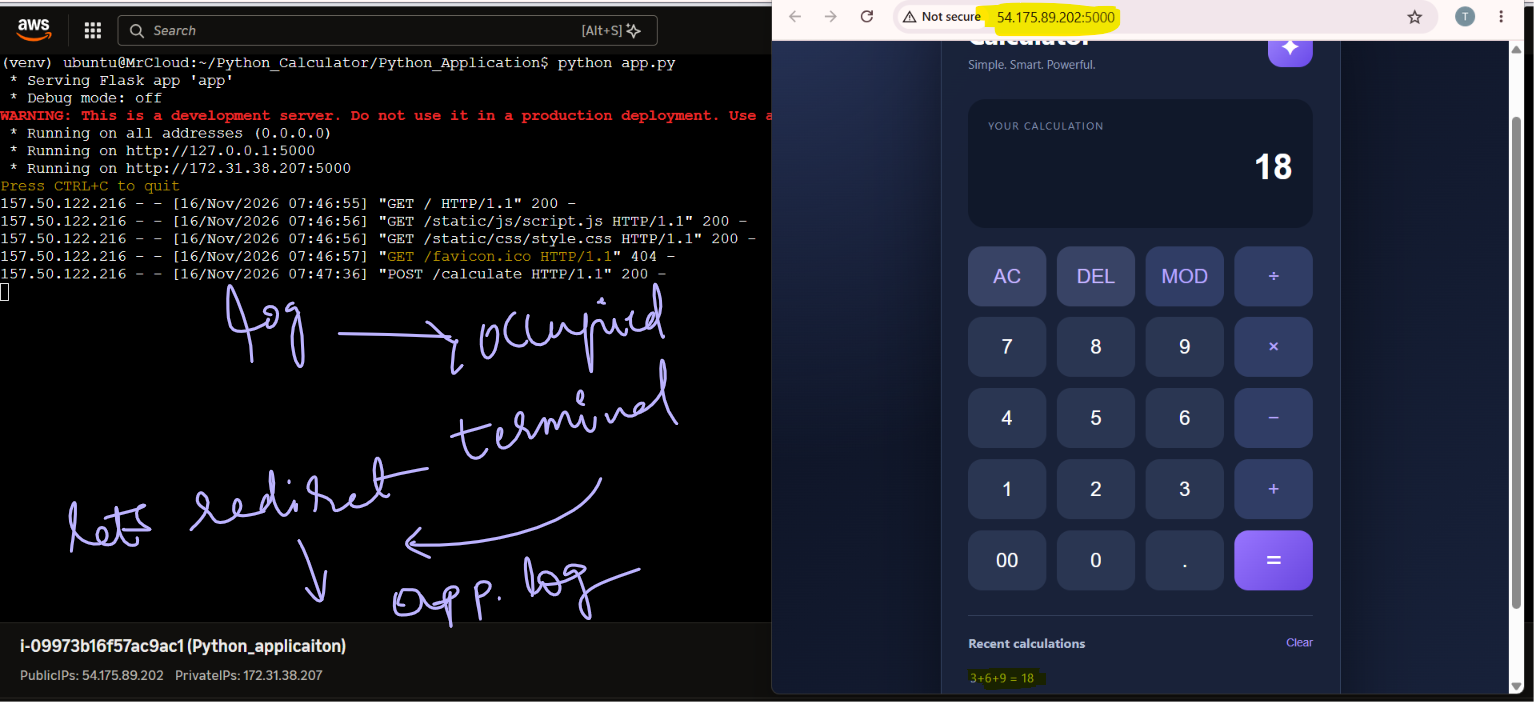 aws
Search
[Alt+S]
(venv) ubuntu@MrCloud:~/Python_Calculator/Python_Application$ python app.py
* Serving Flask app 'app'
* Debug mode: off
WARNING: This is a development server. Do not use it in a production deployment. Use a
* Running on all addresses (0.0.0.0)
* Running on http://127.0.0.1:5000
* Running on http://172.31.38.207:5000
Press CTRL+C to quit
157.50.122.216 - - [16/Nov/2026 07:46:55] "GET / HTTP/1.1" 200 -
157.50.122.216 - - [16/Nov/2026 07:46:56] "GET /static/js/script.js HTTP/1.1" 200 -
157.50.122.216 - - [16/Nov/2026 07:46:56] "GET /static/css/style.css HTTP/1.1" 200 -
157.50.122.216 - - [16/Nov/2026 07:46:57] "GET /favicon.ico HTTP/1.1" 404 -
157.50.122.216 - - [16/Nov/2026 07:47:36] "POST /calculate HTTP/1.1" 200 -
log → occupied
terminal
lets redirect
app.log
i-09973b16f57ac9ac1 (Python_applicaiton)
PublicIPs: 54.175.89.202 PrivateIPs: 172.31.38.207
Not secure 54.175.89.202:5000
T
Calculator
Simple. Smart. Powerful.
YOUR CALCULATION
18
AC DEL MOD ÷
7 8 9 ×
4 5 6 −
1 2 3 +
00 0 . =
Recent calculations Clear
3+6+9 = 18